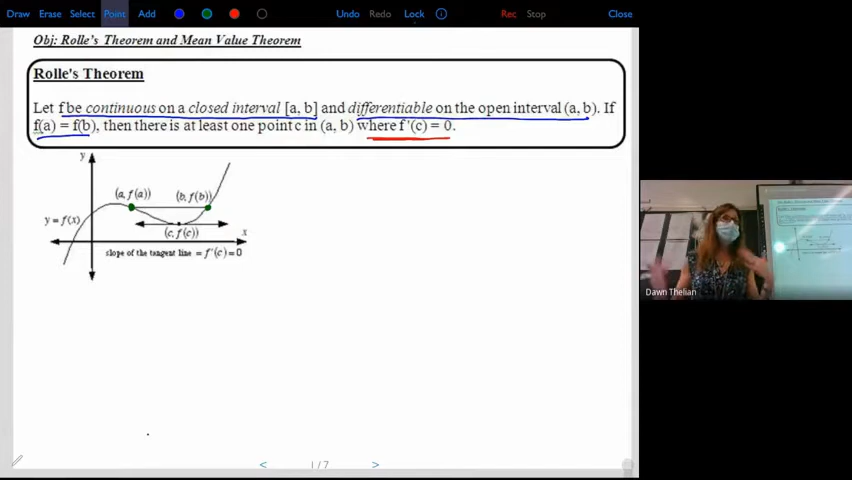 Draw Erase Select Point Add Undo Redo Lock Rec Stop Close
Obj: Rolle's Theorem and Mean Value Theorem
Rolle's Theorem
Let f be continuous on a closed interval [a, b] and differentiable on the open interval (a, b). If
f(a) = f(b), then there is at least one point c in (a, b) where f '(c) = 0.
y
(a, f(a)) (b, f(b))
y = f(x)
x
(c, f(c))
slope of the tangent line = f '(c) = 0
Dawn Thelian
< 1/7 >